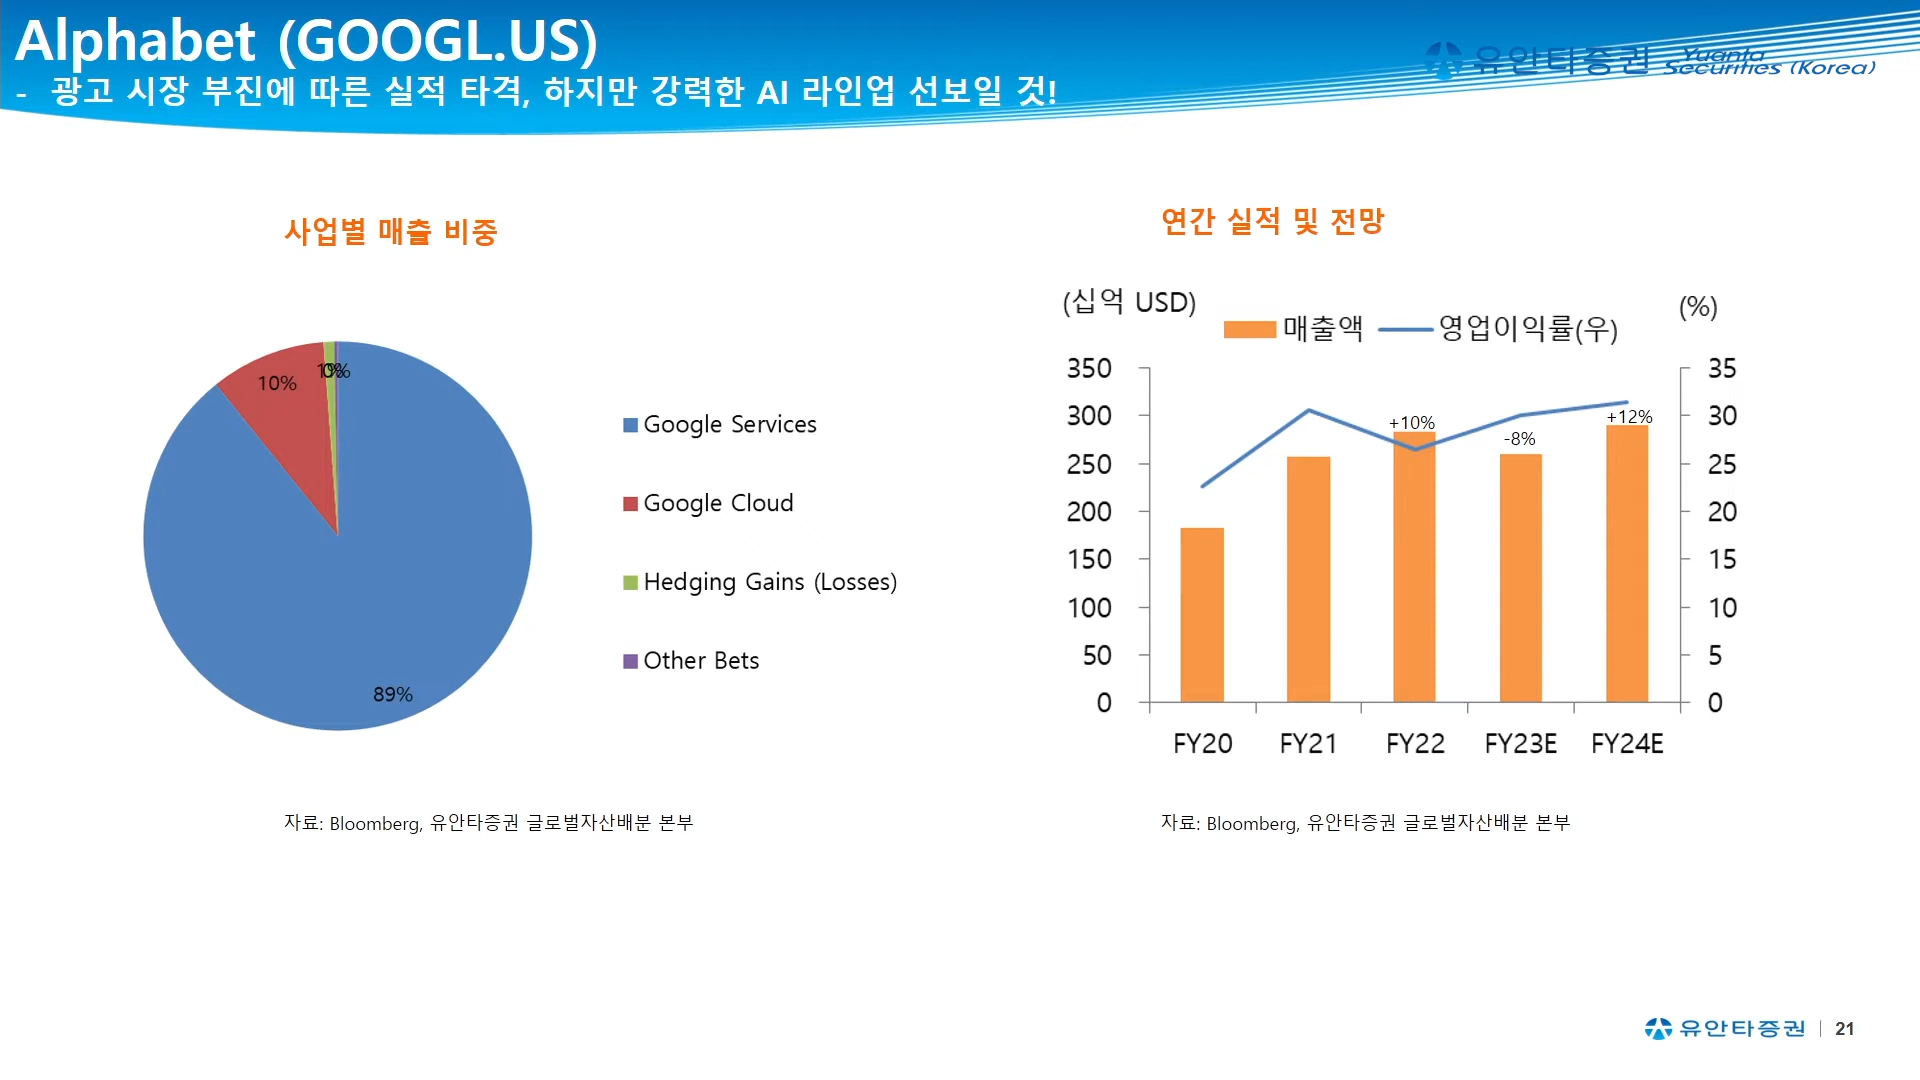 Alphabet (GOOGL.US)
- 광고 시장 부진에 따른 실적 타격, 하지만 강력한 AI 라인업 선보일 것!
유안타증권 Yuanta Securities (Korea)
사업별 매출 비중
10%
1%
0%
89%
Google Services
Google Cloud
Hedging Gains (Losses)
Other Bets
자료: Bloomberg, 유안타증권 글로벌자산배분 본부
연간 실적 및 전망
(십억 USD)
(%)
매출액 영업이익률(우)
350
300
250
200
150
100
50
0
35
30
25
20
15
10
5
0
+10%
-8%
+12%
FY20 FY21 FY22 FY23E FY24E
자료: Bloomberg, 유안타증권 글로벌자산배분 본부
유안타증권 | 21